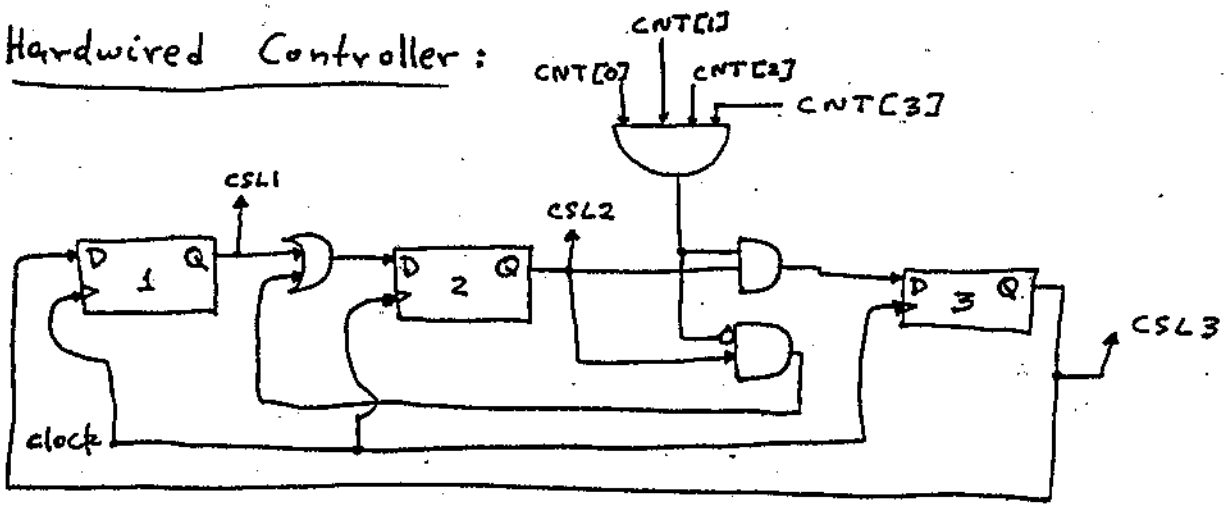 Hardwired Controller:
CNT[1]
CNT[0]
CNT[2]
CNT[3]
CSL1
CSL2
D Q
1
D Q
2
D Q
3
CSL3
clock